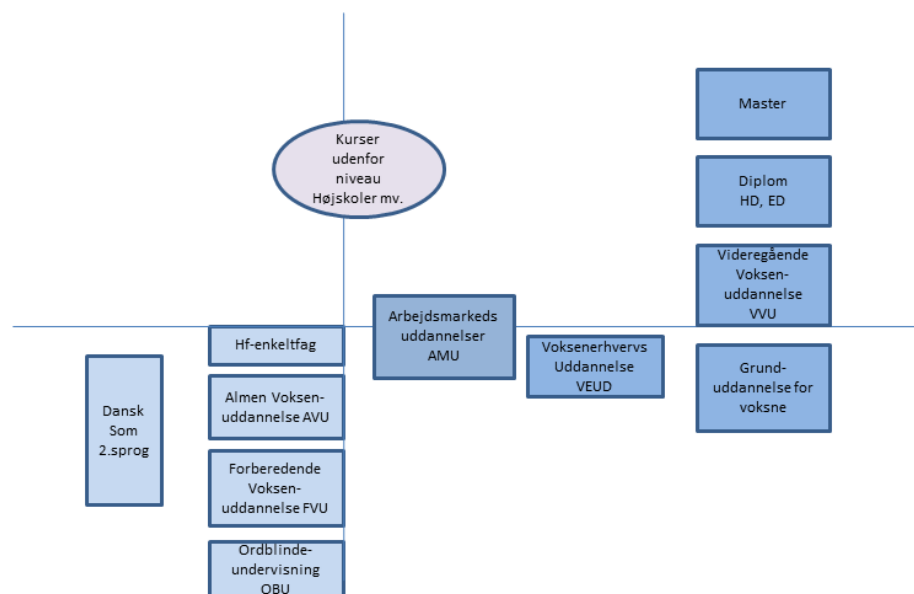 Master
Kurser
udenfor
niveau
Højskoler mv.
Diplom
HD, ED
Videregående
Voksen-
uddannelse
VVU
Arbejdsmarkeds
uddannelser
AMU
Hf-enkeltfag
Voksenerhvervs
Uddannelse
VEUD
Grund-
uddannelse for
voksne
Dansk
Som
2.sprog
Almen Voksen-
uddannelse AVU
Forberedende
Voksen-
uddannelse FVU
Ordblinde-
undervisning
OBU